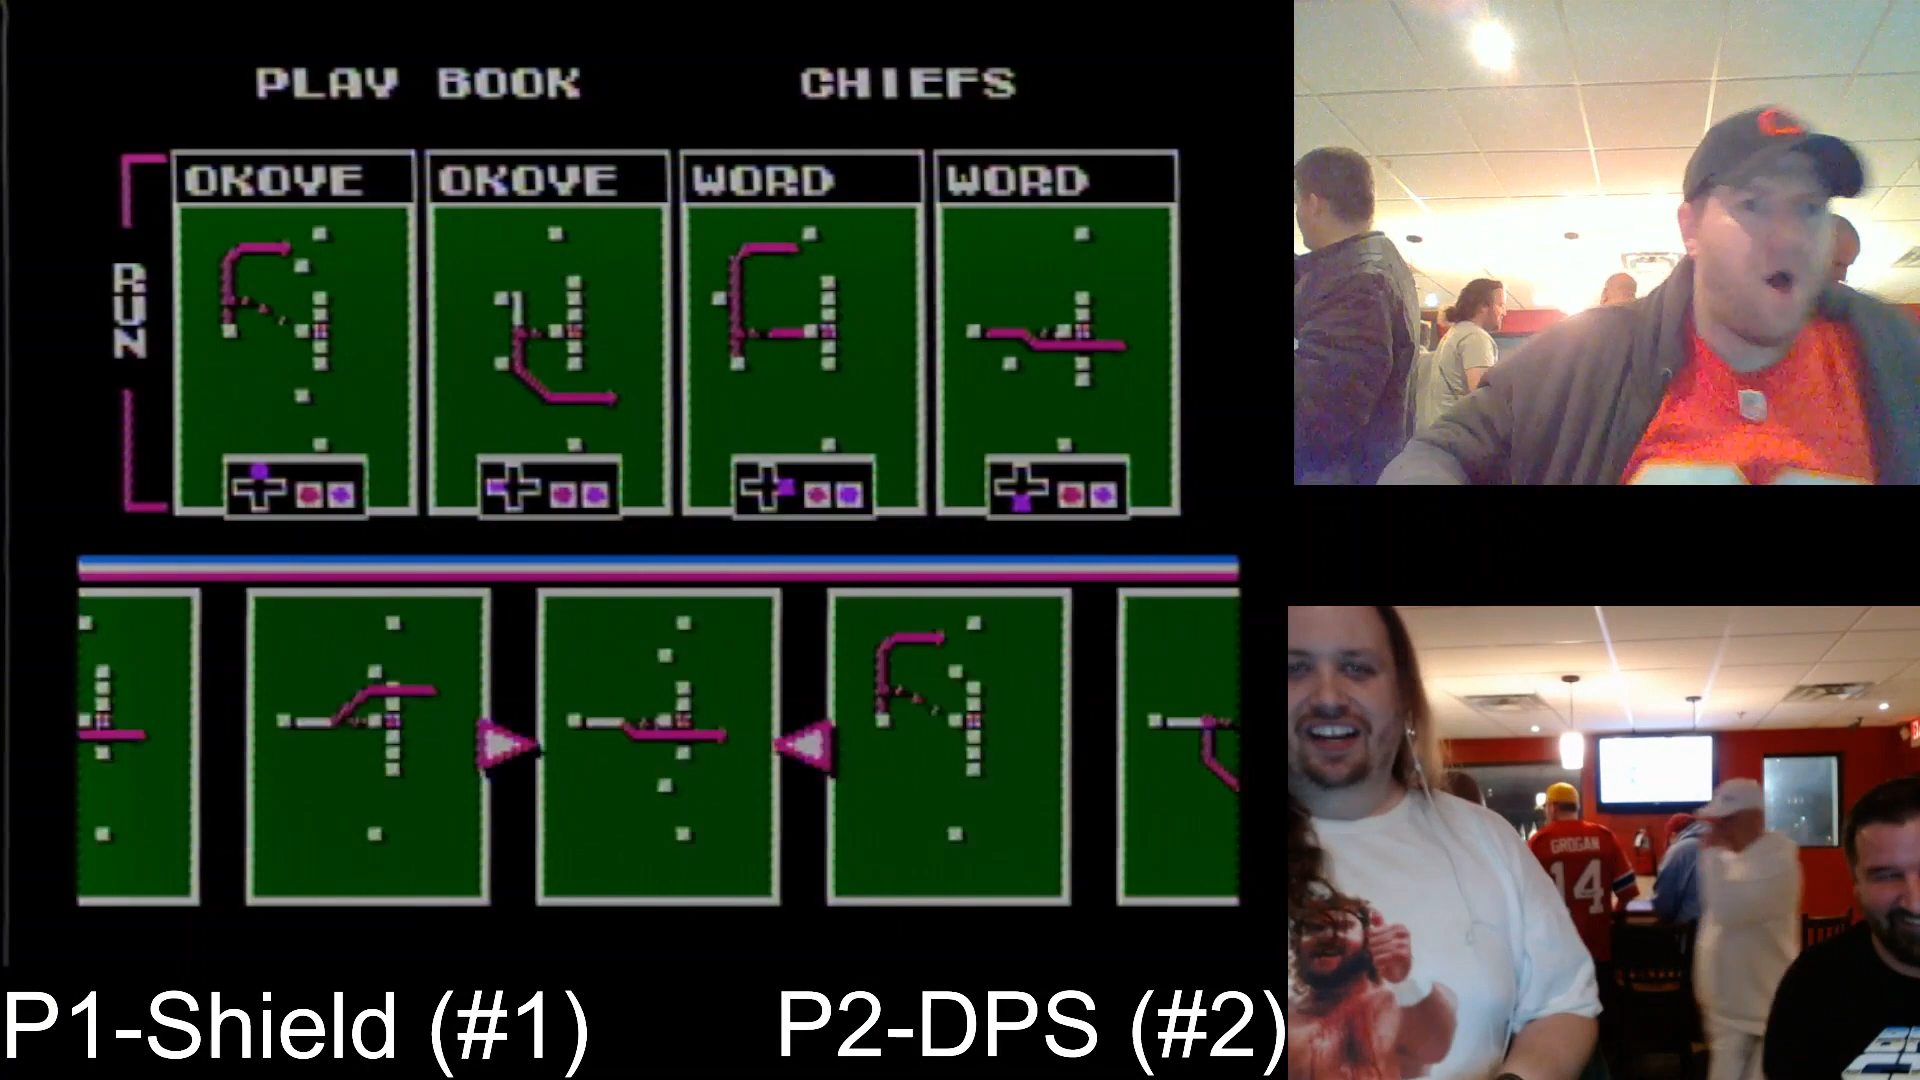 PLAY BOOK CHIEFS
OKOYE OKOYE WORD WORD
RUN
GROGAN
14
P1-Shield (#1) P2-DPS (#2)